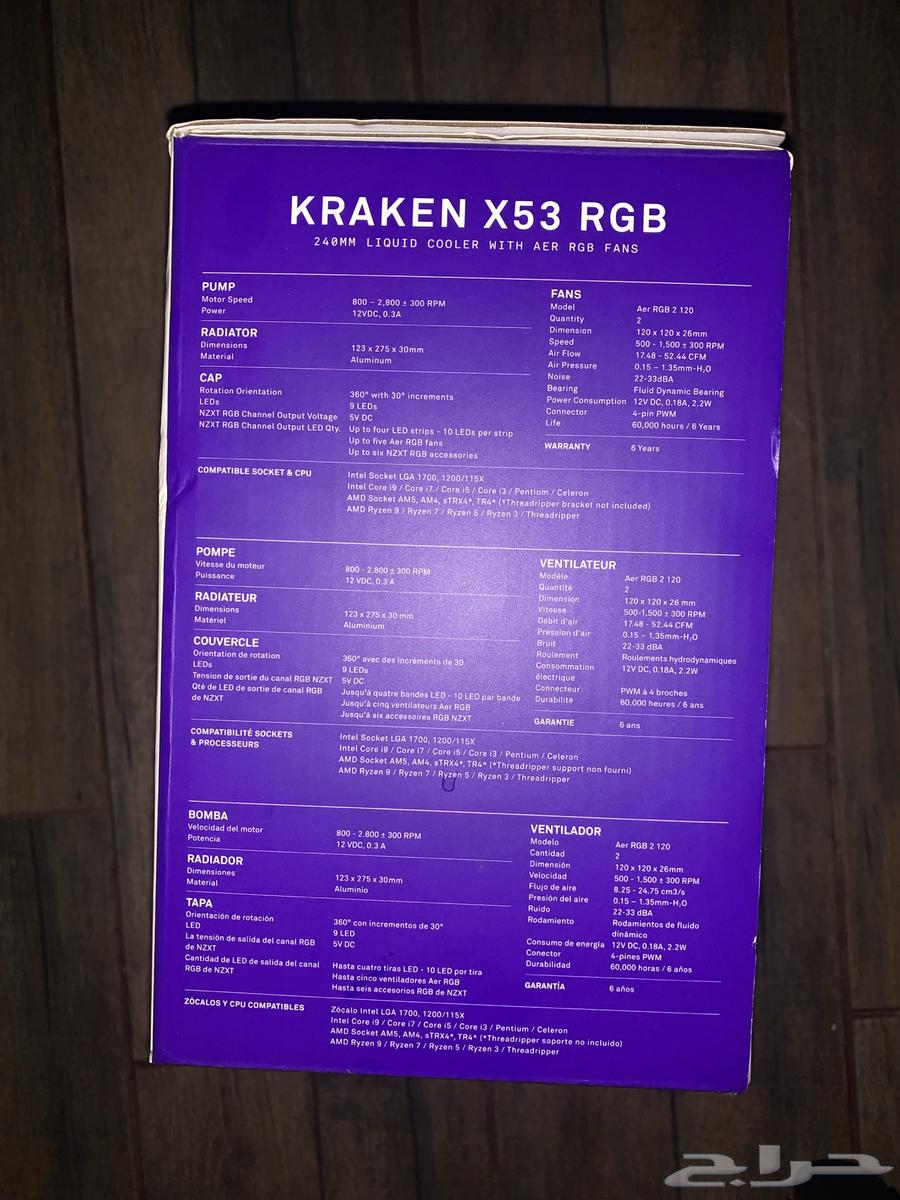 KRAKEN X53 RGB
240MM LIQUID COOLER WITH AER RGB FANS
PUMP
Motor Speed 800 – 2,800 ± 300 RPM
Power 12VDC, 0.3A
RADIATOR
Dimensions 123 x 275 x 30mm
Material Aluminum
CAP
Rotation Orientation 360° with 30° increments
LEDs 9 LEDs
NZXT RGB Channel Output Voltage 5V DC
NZXT RGB Channel Output LED Qty. Up to four LED strips - 10 LEDs per strip
Up to five Aer RGB fans
Up to six NZXT RGB accessories
FANS
Model Aer RGB 2 120
Quantity 2
Dimension 120 x 120 x 26mm
Speed 500 - 1,500 ± 300 RPM
Air Flow 17.48 - 52.44 CFM
Air Pressure 0.15 – 1.35mm-H₂O
Noise 22-33dBA
Bearing Fluid Dynamic Bearing
Power Consumption 12V DC, 0.18A, 2.2W
Connector 4-pin PWM
Life 60,000 hours / 6 Years
WARRANTY 6 Years
COMPATIBLE SOCKET & CPU Intel Socket LGA 1700, 1200/115X
Intel Core i9 / Core i7 / Core i5 / Core i3 / Pentium / Celeron
AMD Socket AM5, AM4, sTRX4*, TR4* (*Threadripper bracket not included)
AMD Ryzen 9 / Ryzen 7 / Ryzen 5 / Ryzen 3 / Threadripper
POMPE
Vitesse du moteur 800 - 2.800 ± 300 RPM
Puissance 12 VDC, 0.3 A
RADIATEUR
Dimensions 123 x 275 x 30 mm
Matériel Aluminium
COUVERCLE
Orientation de rotation 360° avec des incréments de 30
LEDs 9 LEDs
Tension de sortie du canal RGB NZXT 5V DC
Qté de LED de sortie de canal RGB Jusqu'à quatre bandes LED - 10 LED par bande
de NZXT Jusqu'à cinq ventilateurs Aer RGB
Jusqu'à six accessoires RGB NZXT
VENTILATEUR
Modèle Aer RGB 2 120
Quantité 2
Dimension 120 x 120 x 26 mm
Vitesse 500-1,500 ± 300 RPM
Débit d'air 17.48 - 52.44 CFM
Pression d'air 0.15 – 1.35mm-H₂O
Bruit 22-33 dBA
Roulement Roulements hydrodynamiques
Consommation 12V DC, 0.18A, 2.2W
électrique
Connecteur PWM à 4 broches
Durabilité 60,000 heures / 6 ans
GARANTIE 6 ans
COMPATIBILITÉ SOCKETS Intel Socket LGA 1700, 1200/115X
& PROCESSEURS Intel Core i9 / Core i7 / Core i5 / Core i3 / Pentium / Celeron
AMD Socket AM5, AM4, sTRX4*, TR4* (*Threadripper support non fourni)
AMD Ryzen 9 / Ryzen 7 / Ryzen 5 / Ryzen 3 / Threadripper
BOMBA
Velocidad del motor 800 - 2.800 ± 300 RPM
Potencia 12 VDC, 0.3 A
RADIADOR
Dimensiones 123 x 275 x 30mm
Material Aluminio
TAPA
Orientación de rotación 360° con incrementos de 30°
LED 9 LED
La tensión de salida del canal RGB 5V DC
de NZXT
Cantidad de LED de salida del canal Hasta cuatro tiras LED - 10 LED por tira
RGB de NZXT Hasta cinco ventiladores Aer RGB
Hasta seis accesorios RGB de NZXT
VENTILADOR
Modelo Aer RGB 2 120
Cantidad 2
Dimensión 120 x 120 x 26mm
Velocidad 500 - 1,500 ± 300 RPM
Flujo de aire 8.25 - 24.75 cm3/s
Presión del aire 0.15 – 1.35mm-H₂O
Ruido 22-33 dBA
Rodamiento Rodamientos de fluido
dinámico
Consumo de energía 12V DC, 0.18A, 2.2W
Conector 4-pines PWM
Durabilidad 60,000 horas / 6 años
GARANTÍA 6 años
ZÓCALOS Y CPU COMPATIBLES Zócalo Intel LGA 1700, 1200/115X
Intel Core i9 / Core i7 / Core i5 / Core i3 / Pentium / Celeron
AMD Socket AM5, AM4, sTRX4*, TR4* (*Threadripper soporte no incluido)
AMD Ryzen 9 / Ryzen 7 / Ryzen 5 / Ryzen 3 / Threadripper
حراج